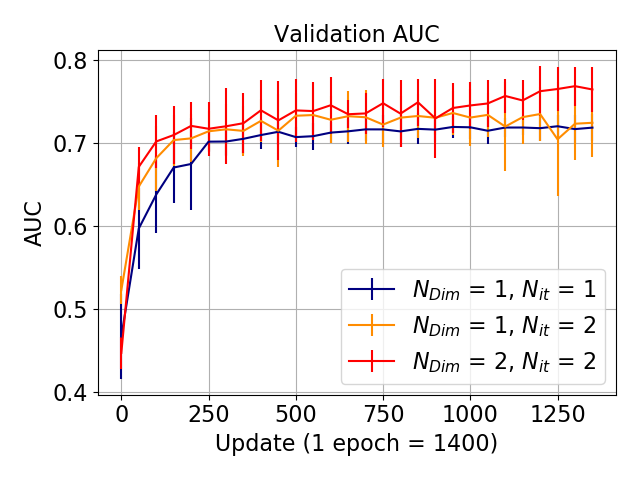 Validation AUC
0.8
0.7
0.6
0.5
0.4
AUC
N_{Dim} = 1, N_{it} = 1
N_{Dim} = 1, N_{it} = 2
N_{Dim} = 2, N_{it} = 2
0 250 500 750 1000 1250
Update (1 epoch = 1400)